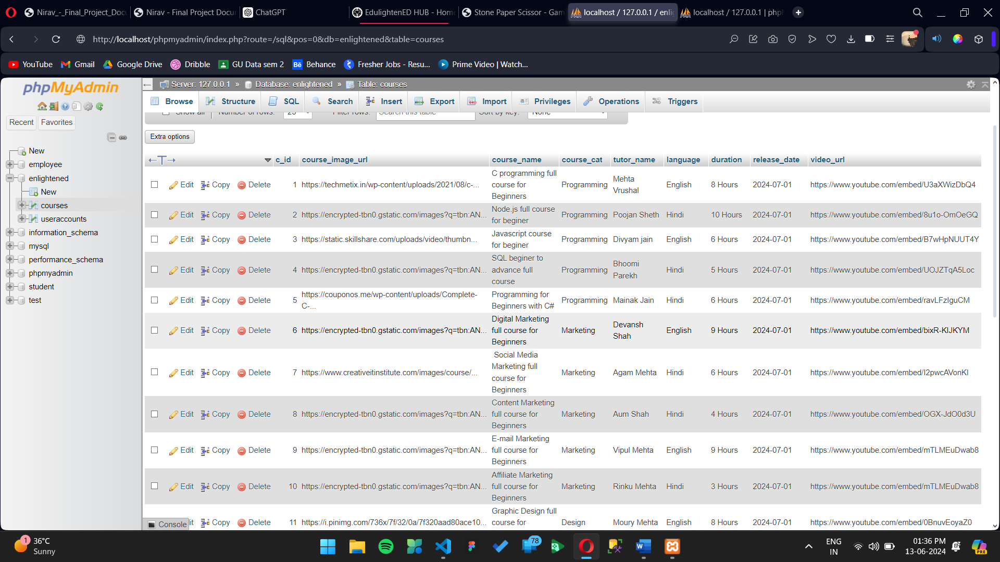 Nirav_-_Final_Project_Docu
Nirav - Final Project Docum
ChatGPT
EdulightenED HUB - Home
Stone Paper Scissor - Gam
localhost / 127.0.0.1 / enli
localhost / 127.0.0.1 | php
http://localhost/phpmyadmin/index.php?route=/sql&pos=0&db=enlightened&table=courses
YouTube
Gmail
Google Drive
Dribble
GU Data sem 2
Behance
Fresher Jobs - Resu...
Prime Video | Watch...
phpMyAdmin
Recent
Favorites
New
employee
enlightened
New
courses
useraccounts
information_schema
mysql
performance_schema
phpmyadmin
student
test
Server: 127.0.0.1 » Database: enlightened » Table: courses
Browse Structure SQL Search Insert Export Import Privileges Operations Triggers
Show all Number of rows: 25 Filter rows: Search this table Sort by key: None
Extra options
c_id course_image_url course_name course_cat tutor_name language duration release_date video_url
Edit Copy Delete 1 https://techmetix.in/wp-content/uploads/2021/08/c-... C programming full course for Beginners Programming Mehta Vrushal English 8 Hours 2024-07-01 https://www.youtube.com/embed/U3aXWizDbQ4
Edit Copy Delete 2 https://encrypted-tbn0.gstatic.com/images?q=tbn:AN... Node.js full course for beginer Programming Poojan Sheth Hindi 10 Hours 2024-07-01 https://www.youtube.com/embed/8u1o-OmOeGQ
Edit Copy Delete 3 https://static.skillshare.com/uploads/video/thumbn... Javascript course for beginer Programming Divyam jain English 6 Hours 2024-07-01 https://www.youtube.com/embed/B7wHpNUUT4Y
Edit Copy Delete 4 https://encrypted-tbn0.gstatic.com/images?q=tbn:AN... SQL beginer to advance full course Programming Bhoomi Parekh Hindi 5 Hours 2024-07-01 https://www.youtube.com/embed/UOJZTqA5Loc
Edit Copy Delete 5 https://couponos.me/wp-content/uploads/Complete-C-... Programming for Beginners with C# Programming Mainak Jain Hindi 6 Hours 2024-07-01 https://www.youtube.com/embed/ravLFzIguCM
Edit Copy Delete 6 https://encrypted-tbn0.gstatic.com/images?q=tbn:AN... Digital Marketing full course for Beginners Marketing Devansh Shah English 9 Hours 2024-07-01 https://www.youtube.com/embed/bixR-KIJKYM
Edit Copy Delete 7 https://www.creativeitinstitute.com/images/course/... Social Media Marketing full course for Beginners Marketing Agam Mehta Hindi 6 Hours 2024-07-01 https://www.youtube.com/embed/I2pwcAVonKI
Edit Copy Delete 8 https://encrypted-tbn0.gstatic.com/images?q=tbn:AN... Content Marketing full course for Beginners Marketing Aum Shah Hindi 4 Hours 2024-07-01 https://www.youtube.com/embed/OGX-JdO0d3U
Edit Copy Delete 9 https://encrypted-tbn0.gstatic.com/images?q=tbn:AN... E-mail Marketing full course for Beginners Marketing Vipul Mehta English 9 Hours 2024-07-01 https://www.youtube.com/embed/mTLMEuDwab8
Edit Copy Delete 10 https://encrypted-tbn0.gstatic.com/images?q=tbn:AN... Affiliate Marketing full course for Beginners Marketing Rinku Mehta Hindi 3 Hours 2024-07-01 https://www.youtube.com/embed/mTLMEuDwab8
Copy Delete 11 https://i.pinimg.com/736x/7f/32/0a/7f320aad80ace10... Graphic Design full course for Design Moury Mehta English 8 Hours 2024-07-01 https://www.youtube.com/embed/0BnuvEoyaZ0
Console
1
36°C
Sunny
78
ENG
IN
01:36 PM
13-06-2024
PRE